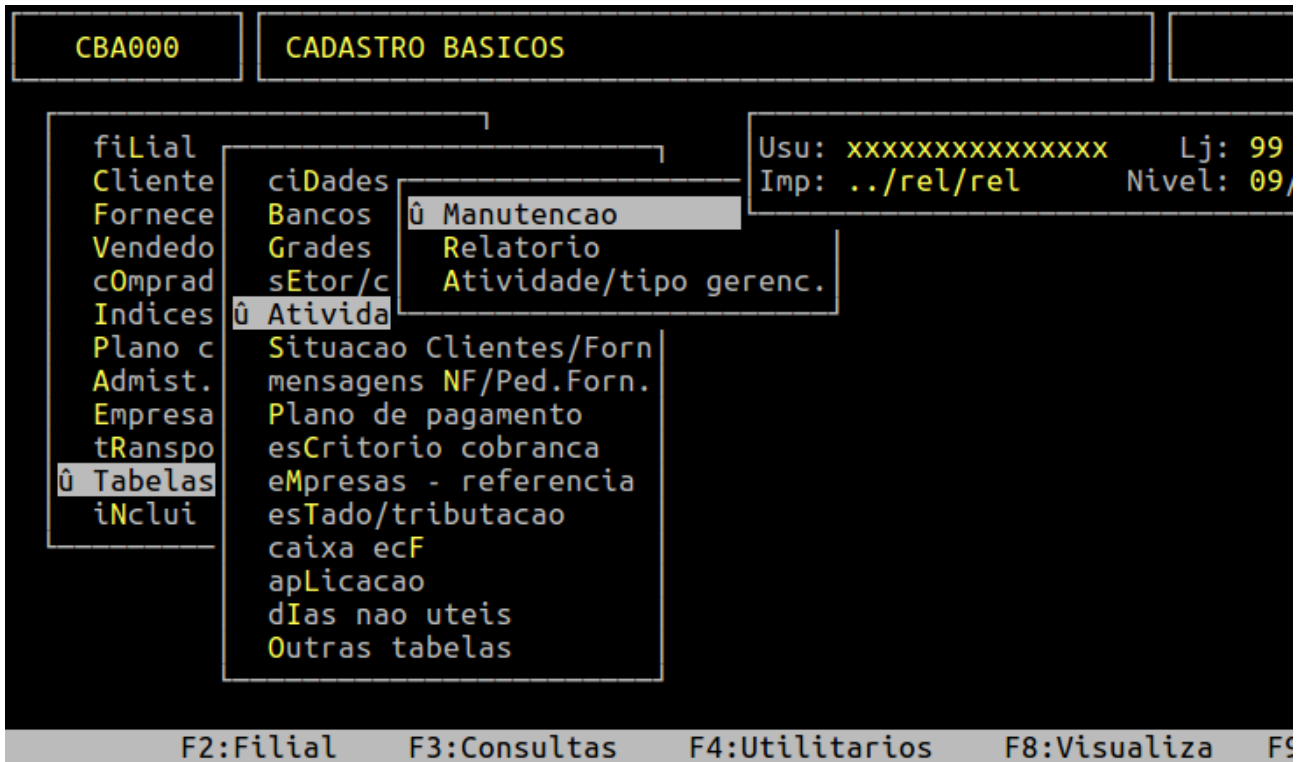 CBA000 CADASTRO BASICOS
fiLial
Usu: xxxxxxxxxxxxxxx Lj: 99
Cliente ciDades
Imp: ../rel/rel Nivel: 09/
Fornece Bancos û Manutencao
Vendedo Grades Relatorio
cOmprad sEtor/c Atividade/tipo gerenc.
Indices û Ativida
Plano c Situacao Clientes/Forn
Admist. mensagens NF/Ped.Forn.
Empresa Plano de pagamento
tRanspo esCritorio cobranca
û Tabelas eMpresas - referencia
iNclui esTado/tributacao
caixa ecF
apLicacao
dIas nao uteis
Outras tabelas
F2:Filial F3:Consultas F4:Utilitarios F8:Visualiza F9